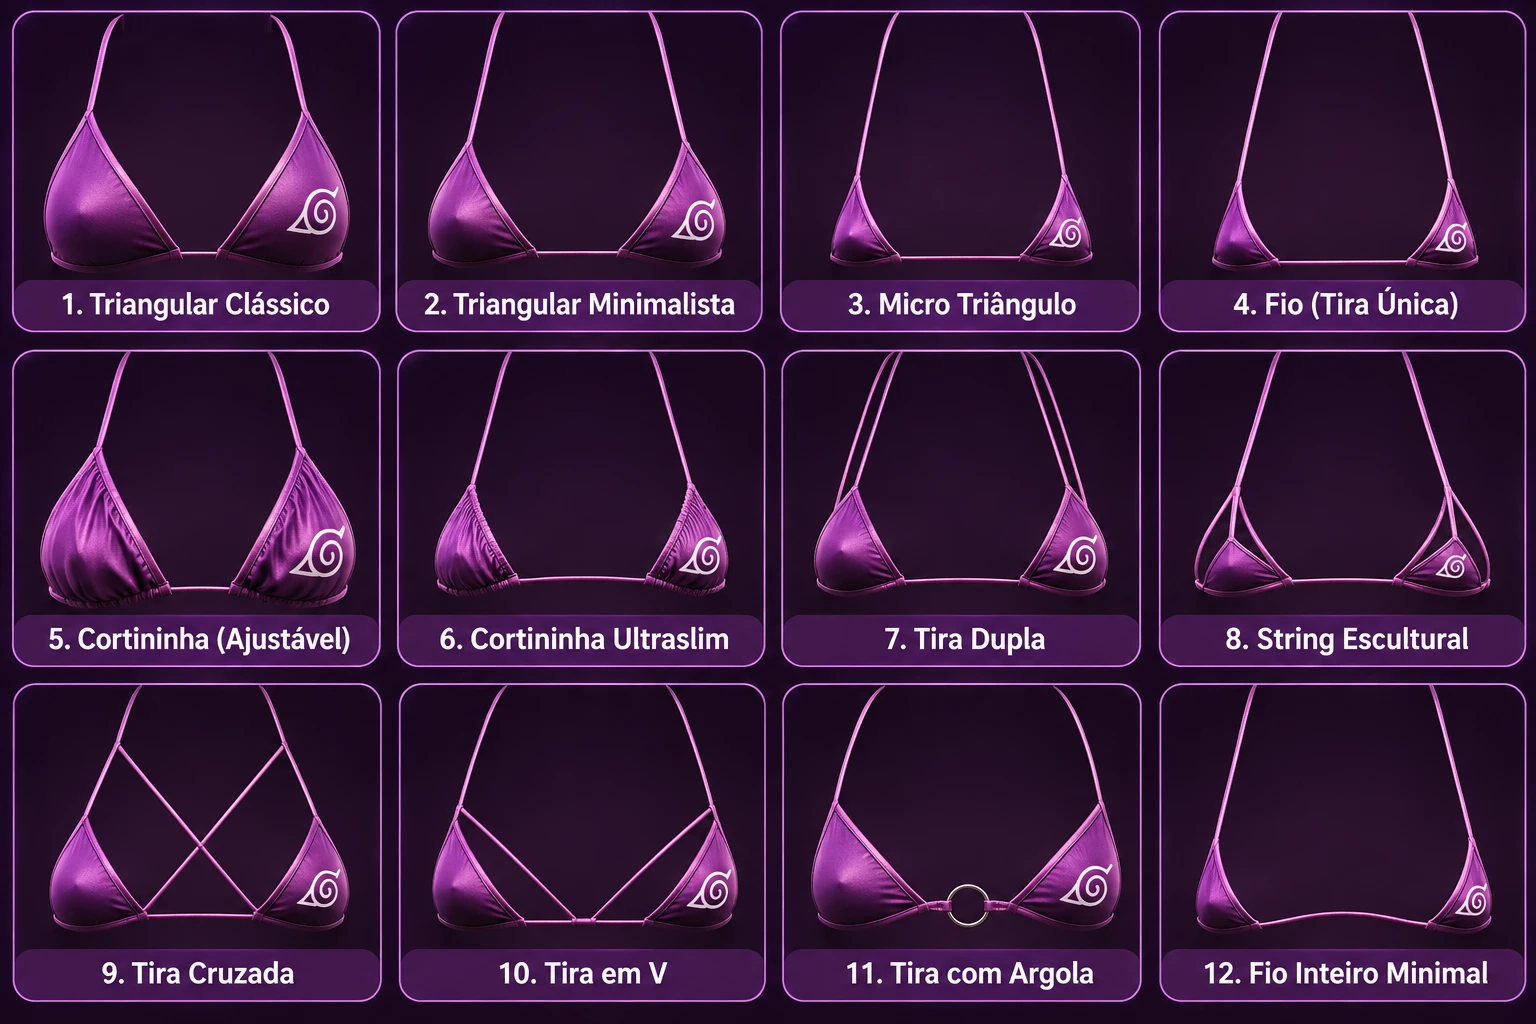 1. Triangular Clássico
2. Triangular Minimalista
3. Micro Triângulo
4. Fio (Tira Única)
5. Cortininha (Ajustável)
6. Cortininha Ultraslim
7. Tira Dupla
8. String Escultural
9. Tira Cruzada
10. Tira em V
11. Tira com Argola
12. Fio Inteiro Minimal